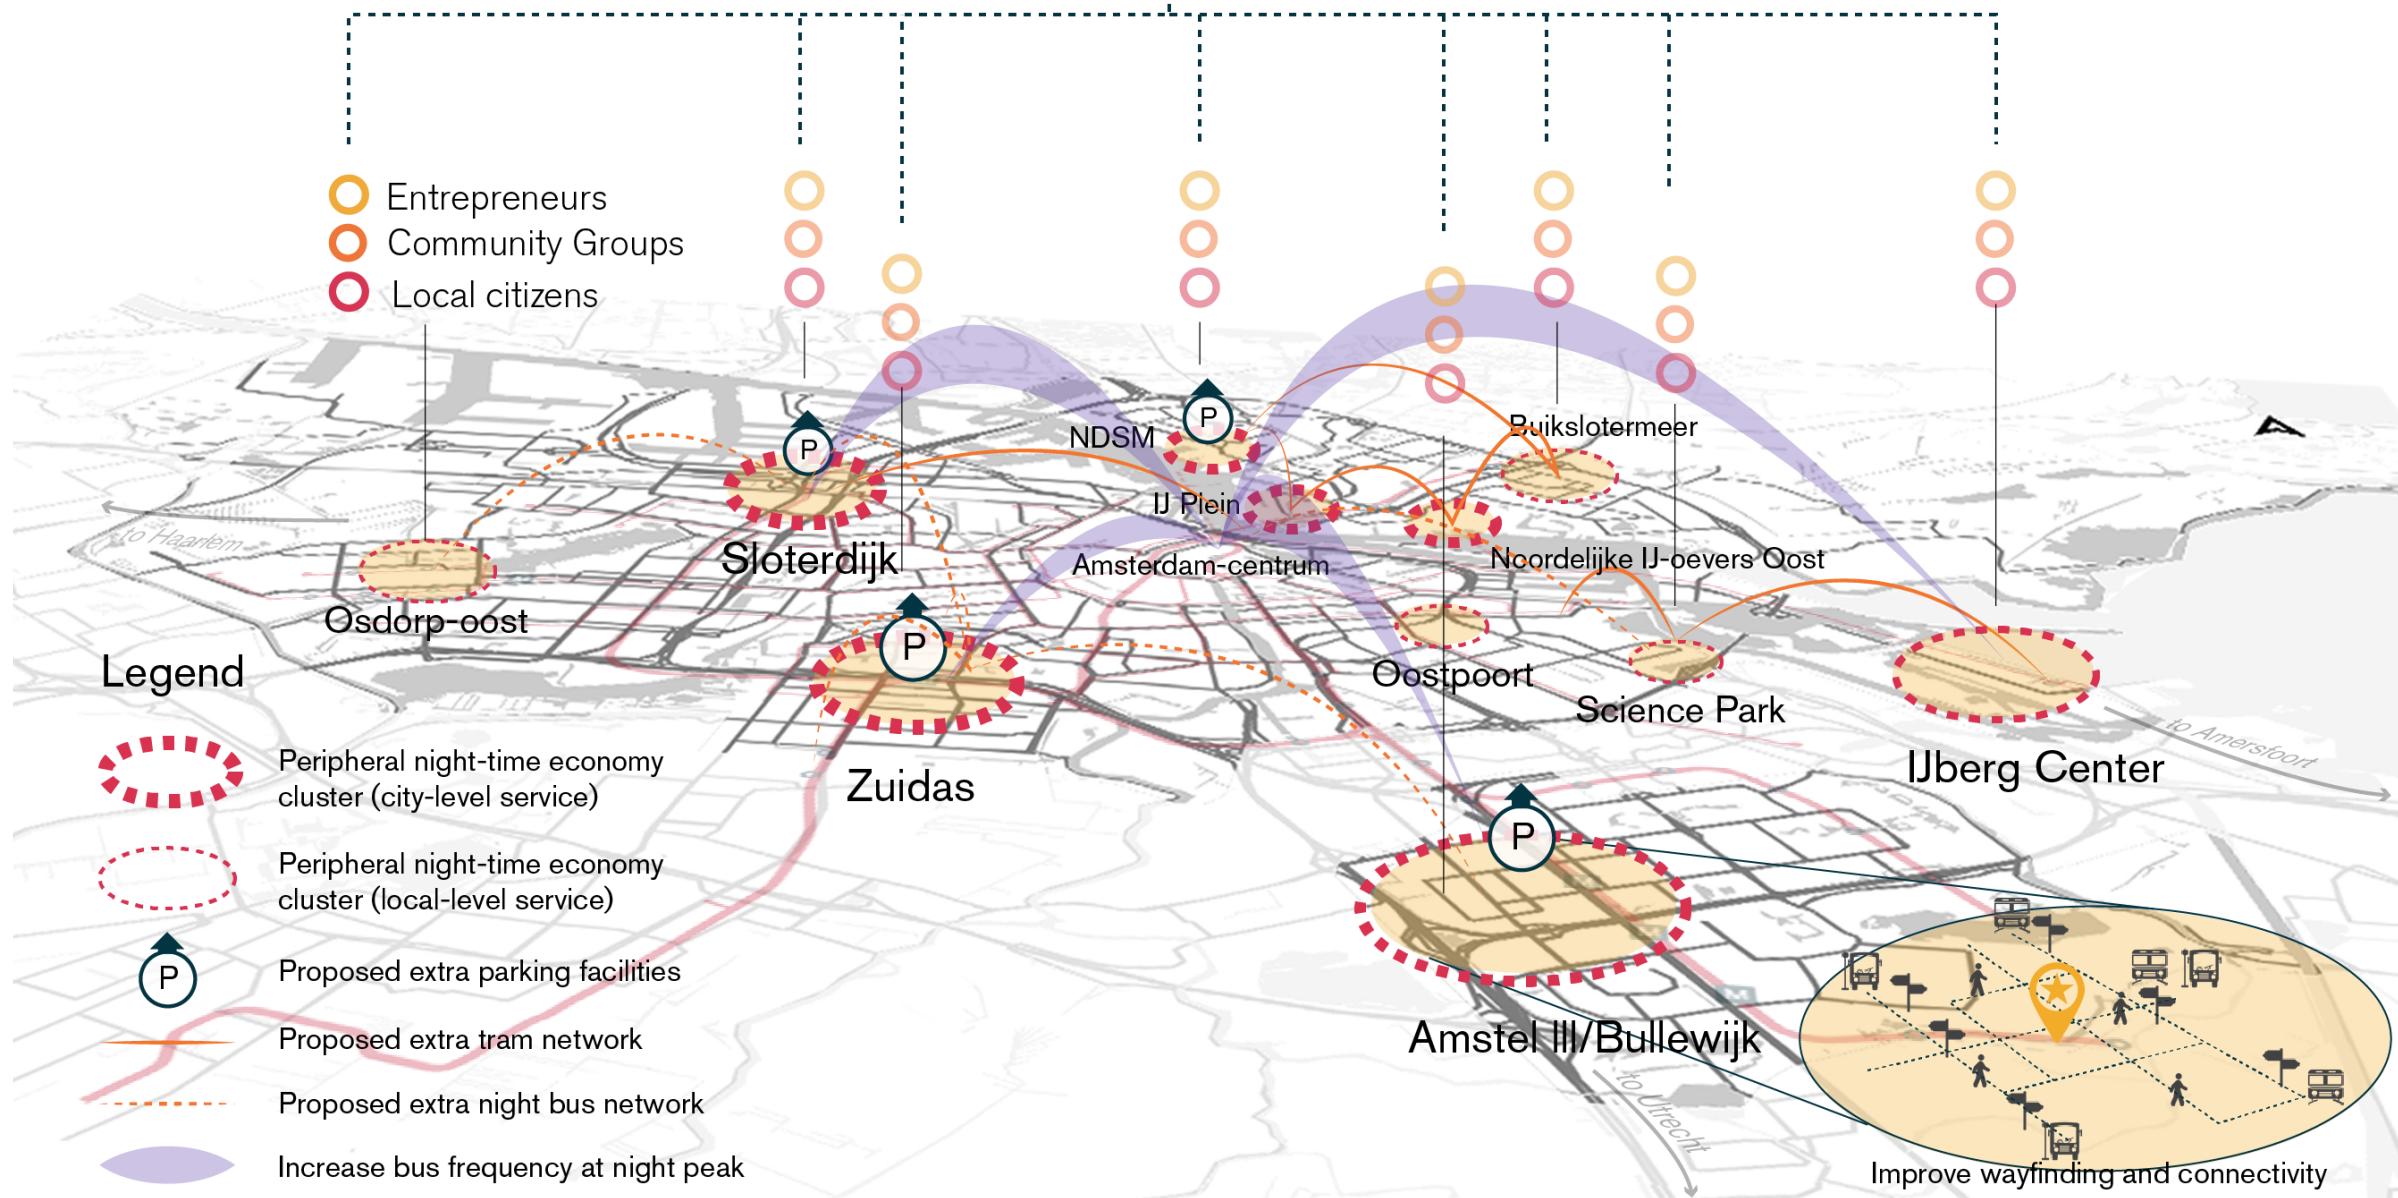 Entrepreneurs
Community Groups
Local citizens
P
NDSM
Buikslotermeer
P
IJ Plein
to Haarlem
Sloterdijk
Amsterdam-centrum
Noordelijke IJ-oevers Oost
Osdorp-oost
P
Oostpoort
Science Park
Legend
to Amersfoort
IJberg Center
Zuidas
Peripheral night-time economy
cluster (city-level service)
P
Peripheral night-time economy
cluster (local-level service)
P
Proposed extra parking facilities
Amstel III/Bullewijk
Proposed extra tram network
to Utrecht
Proposed extra night bus network
Increase bus frequency at night peak
Improve wayfinding and connectivity